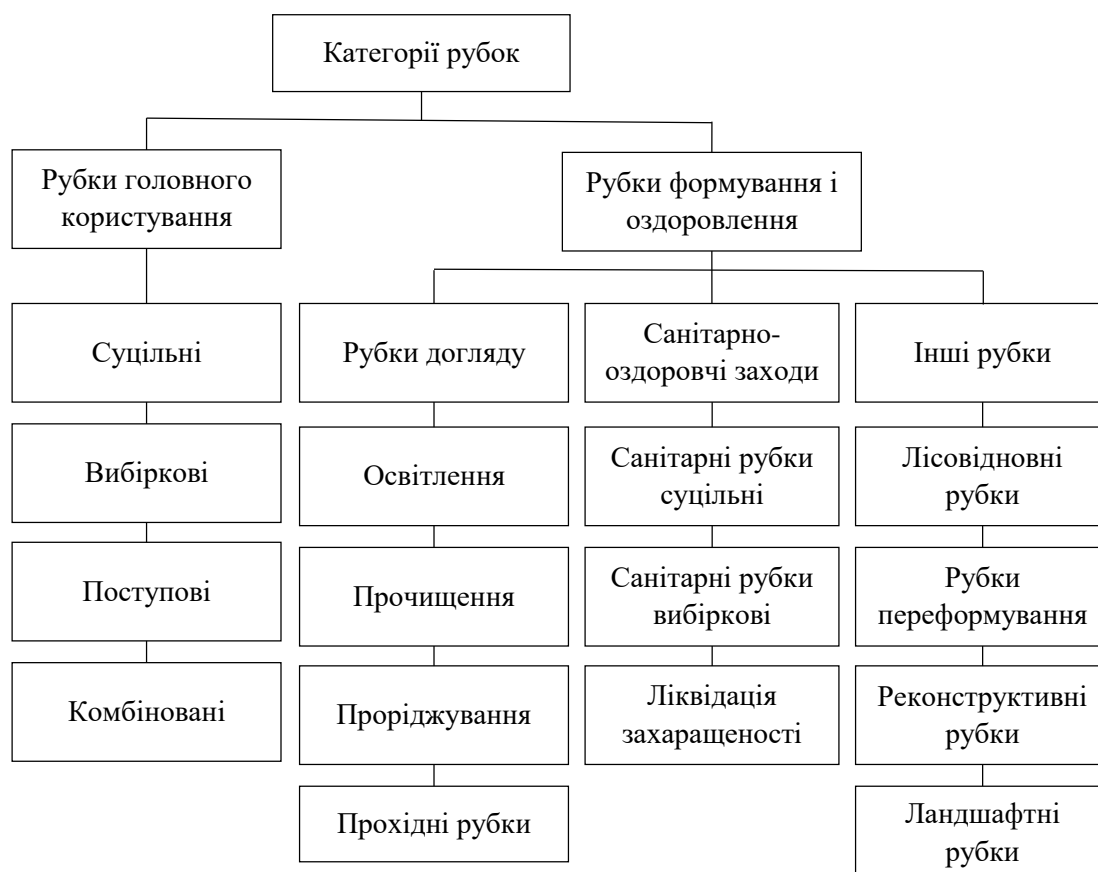 Категорії рубок
Рубки головного
користування
Рубки формування і
оздоровлення
Суцільні
Рубки догляду
Санітарно-
оздоровчі заходи
Інші рубки
Вибіркові
Освітлення
Санітарні рубки
суцільні
Лісовідновні
рубки
Поступові
Прочищення
Санітарні рубки
вибіркові
Рубки
переформування
Комбіновані
Проріджування
Ліквідація
захаращеності
Реконструктивні
рубки
Прохідні рубки
Ландшафтні
рубки